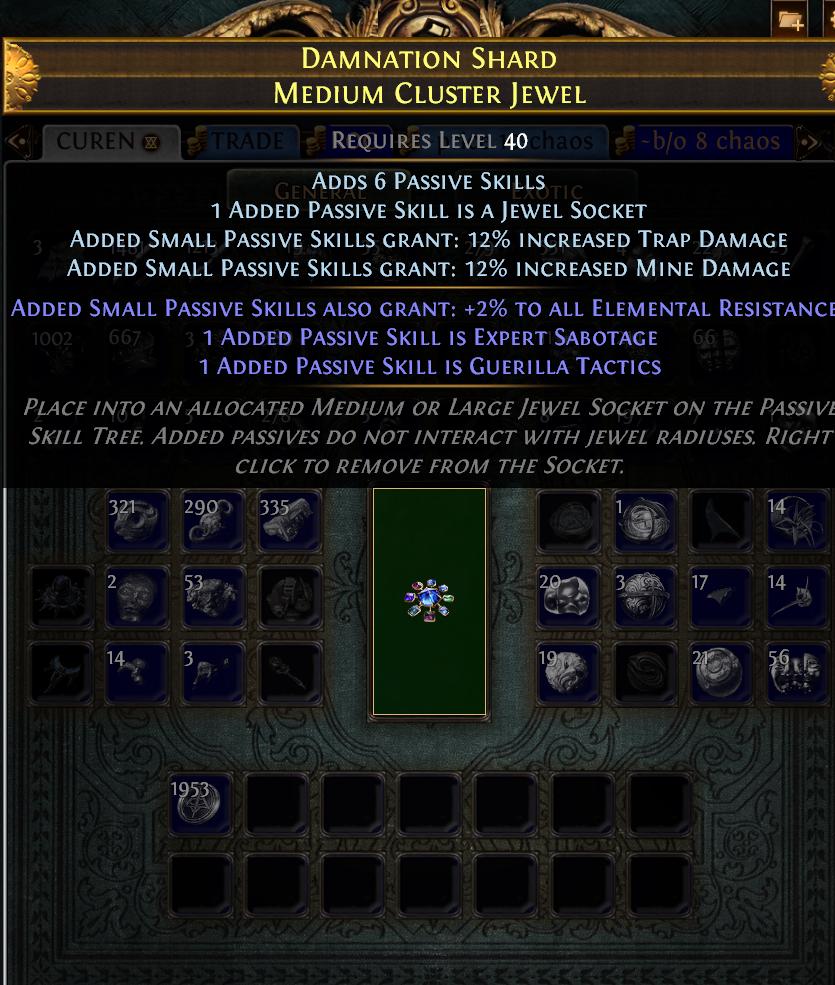 DAMNATION SHARD
MEDIUM CLUSTER JEWEL
CUREN TRADE REQUIRES LEVEL 40 chaos ~b/o 8 chaos
ADDS 6 PASSIVE SKILLS
GENERAL EXOTIC
1 ADDED PASSIVE SKILL IS A JEWEL SOCKET
ADDED SMALL PASSIVE SKILLS GRANT: 12% INCREASED TRAP DAMAGE
ADDED SMALL PASSIVE SKILLS GRANT: 12% INCREASED MINE DAMAGE
ADDED SMALL PASSIVE SKILLS ALSO GRANT: +2% TO ALL ELEMENTAL RESISTANCE
1 ADDED PASSIVE SKILL IS EXPERT SABOTAGE
1002 667 66
1 ADDED PASSIVE SKILL IS GUERILLA TACTICS
PLACE INTO AN ALLOCATED MEDIUM OR LARGE JEWEL SOCKET ON THE PASSIVE
SKILL TREE. ADDED PASSIVES DO NOT INTERACT WITH JEWEL RADIUSES. RIGHT
CLICK TO REMOVE FROM THE SOCKET.
321 290 335 1 14
2 53 20 3 17 14
14 3 19 21 56
1953